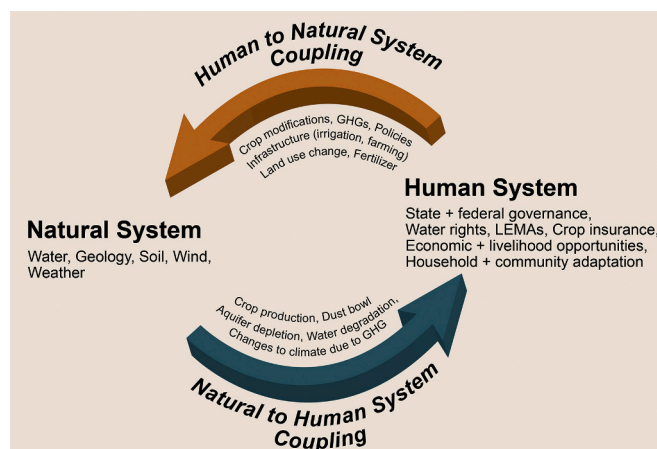 Human to Natural System
Coupling
Crop modifications, GHGs, Policies
Infrastructure (irrigation, farming)
Land use change, Fertilizer
Human System
State + federal governance,
Water rights, LEMAs, Crop insurance,
Economic + livelihood opportunities,
Household + community adaptation
Natural System
Water, Geology, Soil, Wind,
Weather
Crop production, Dust bowl
Aquifer depletion, Water degradation,
Changes to climate due to GHG
Natural to Human System
Coupling